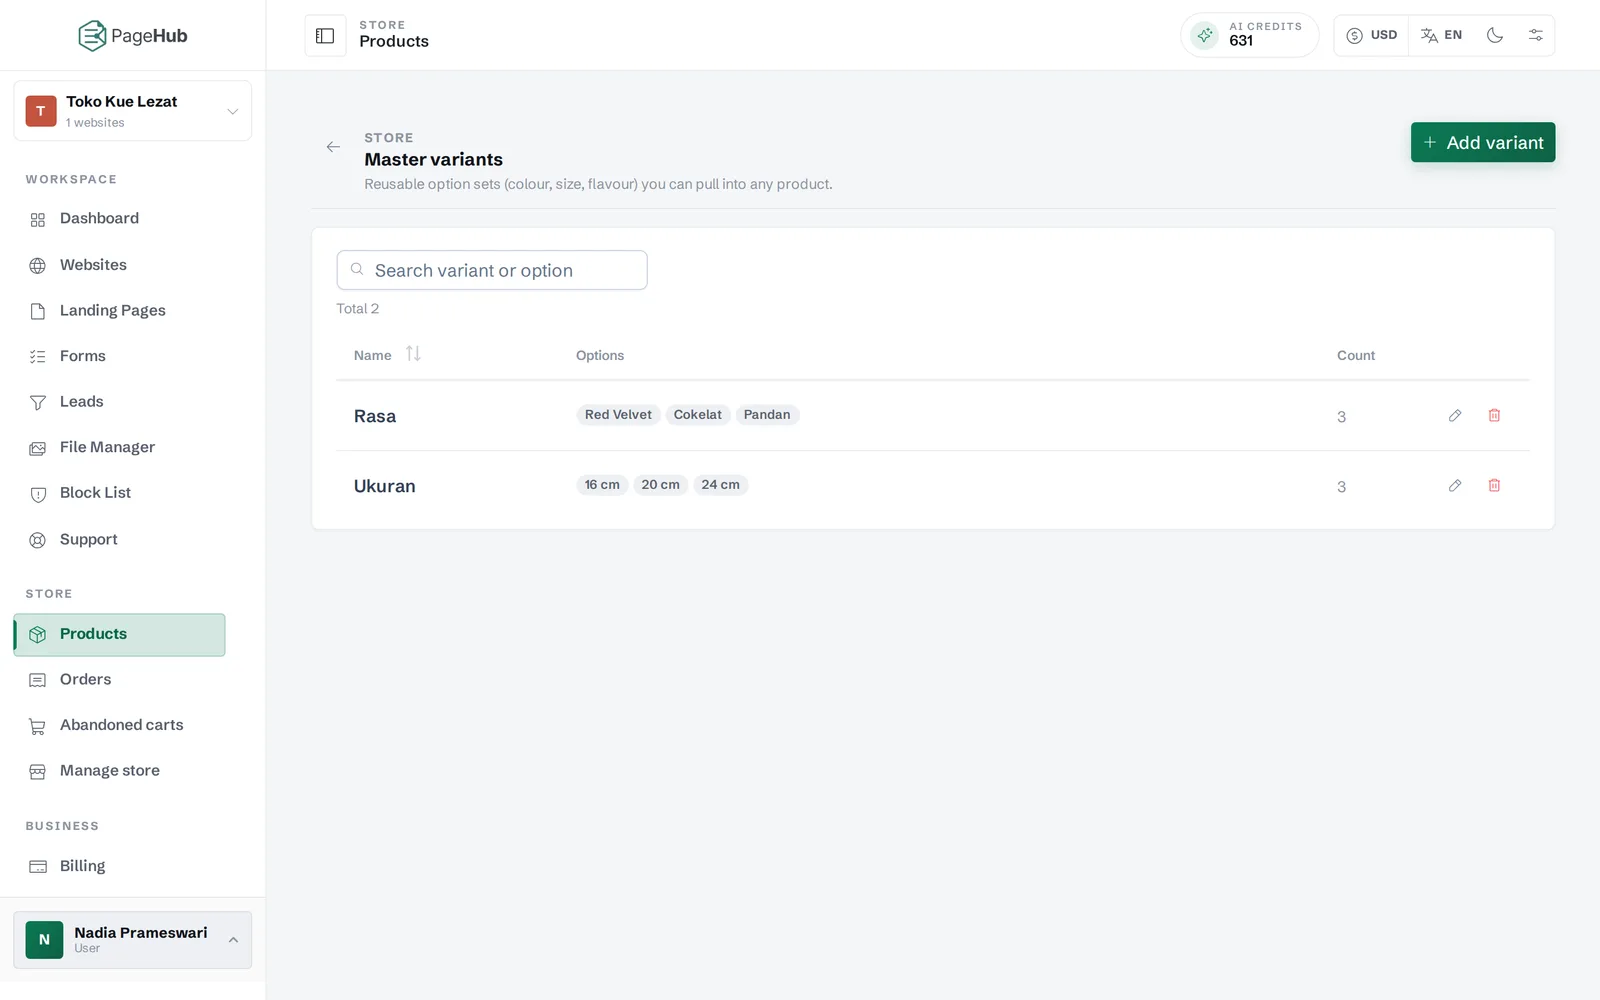 PageHub
Toko Kue Lezat
1 websites
WORKSPACE
Dashboard
Websites
Landing Pages
Forms
Leads
File Manager
Block List
Support
STORE
Products
Orders
Abandoned carts
Manage store
BUSINESS
Billing
N
Nadia Prameswari
User
T
STORE
Products
AI CREDITS
631
USD
EN
STORE
Master variants
Reusable option sets (colour, size, flavour) you can pull into any product.
+ Add variant
Search variant or option
Total 2
Name Options Count
Rasa Red Velvet Cokelat Pandan 3
Ukuran 16 cm 20 cm 24 cm 3